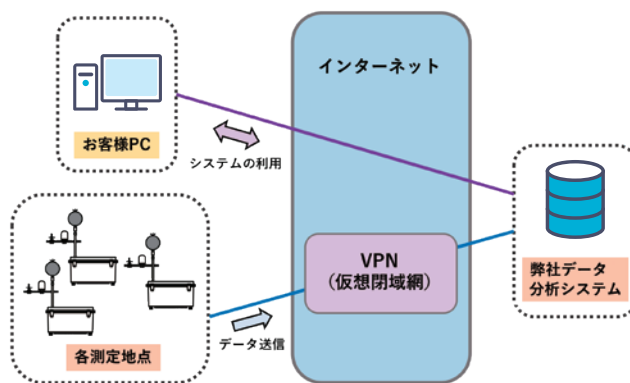 インターネット
お客様PC
システムの利用
VPN
（仮想閉域網）
弊社データ
分析システム
各測定地点
データ送信